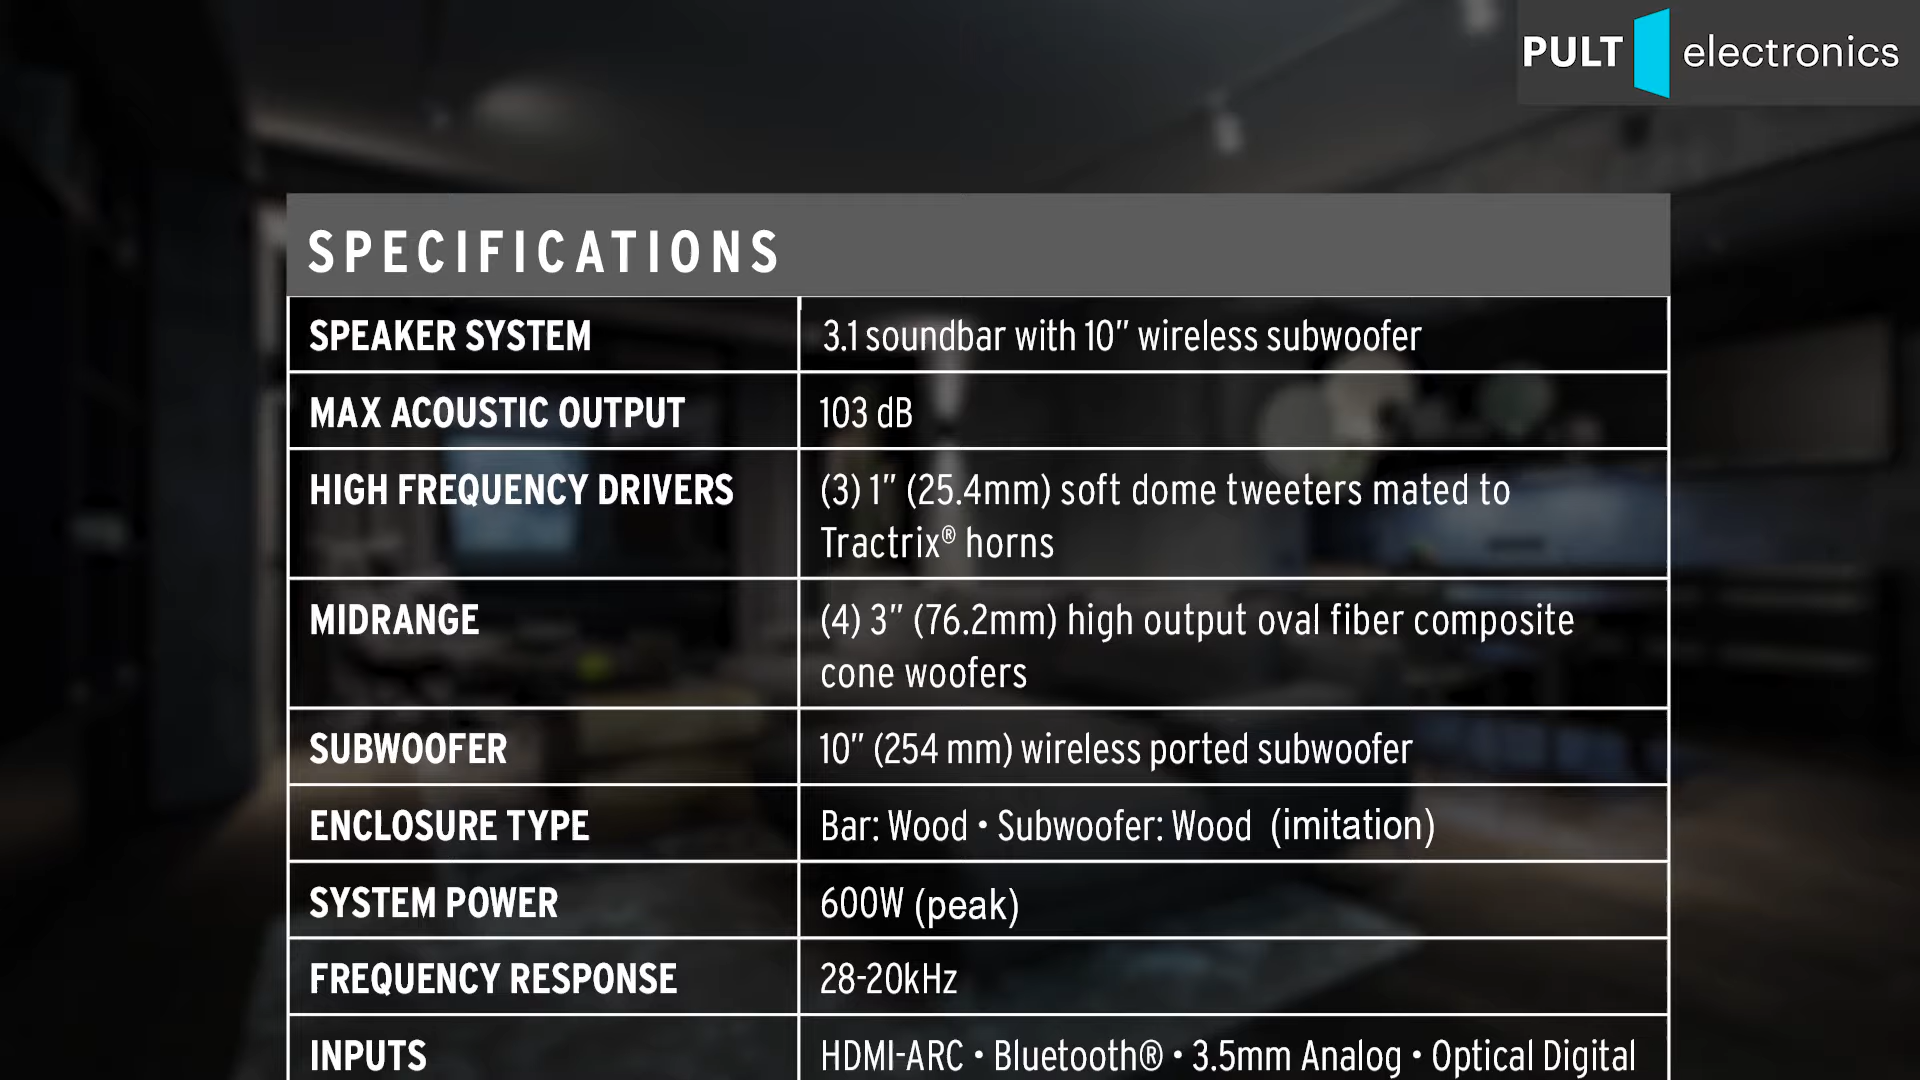 PULT electronics
SPECIFICATIONS
SPEAKER SYSTEM
3.1 soundbar with 10" wireless subwoofer
MAX ACOUSTIC OUTPUT
103 dB
HIGH FREQUENCY DRIVERS
(3) 1" (25.4mm) soft dome tweeters mated to
Tractrix® horns
MIDRANGE
(4) 3" (76.2mm) high output oval fiber composite
cone woofers
SUBWOOFER
10" (254 mm) wireless ported subwoofer
ENCLOSURE TYPE
Bar: Wood • Subwoofer: Wood (imitation)
SYSTEM POWER
600W (peak)
FREQUENCY RESPONSE
28-20kHz
INPUTS
HDMI-ARC • Bluetooth® • 3.5mm Analog • Optical Digital